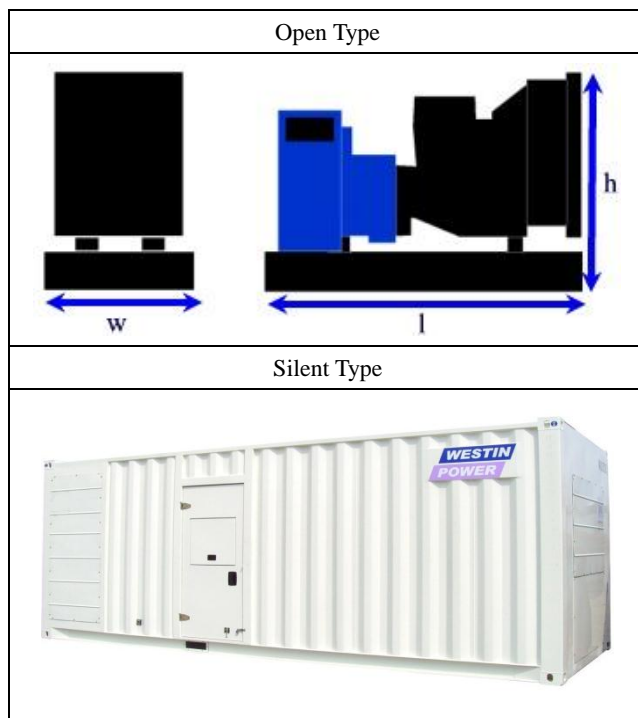 Open Type
h
w
l
Silent Type
WESTIN
POWER